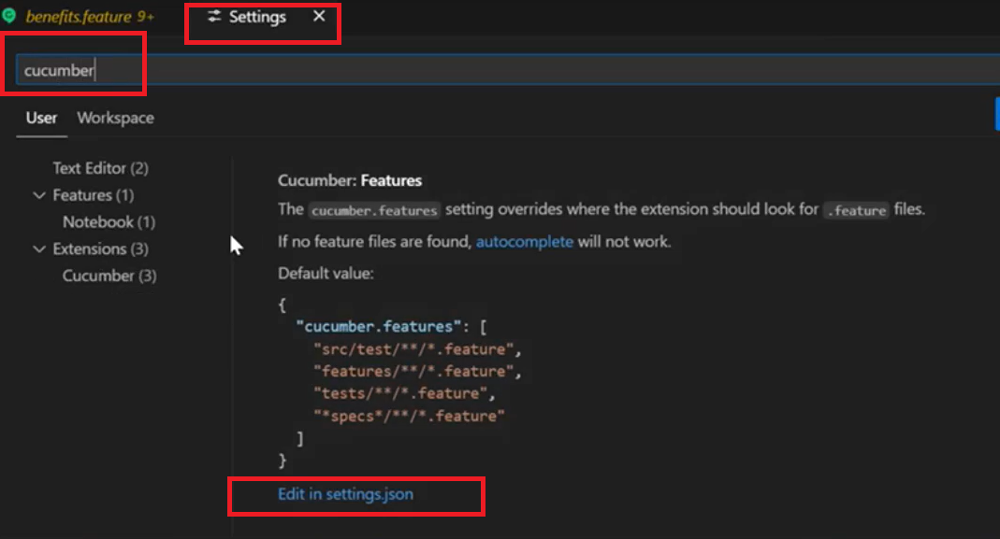 benefits.feature 9+
Settings
cucumber
User Workspace
Text Editor (2)
Features (1)
Notebook (1)
Extensions (3)
Cucumber (3)
Cucumber: Features
The cucumber.features setting overrides where the extension should look for .feature files.
If no feature files are found, autocomplete will not work.
Default value:
{
"cucumber.features": [
"src/test/**/*.feature",
"features/**/*.feature",
"tests/**/*.feature",
"*specs*/**/*.feature"
]
}
Edit in settings.json